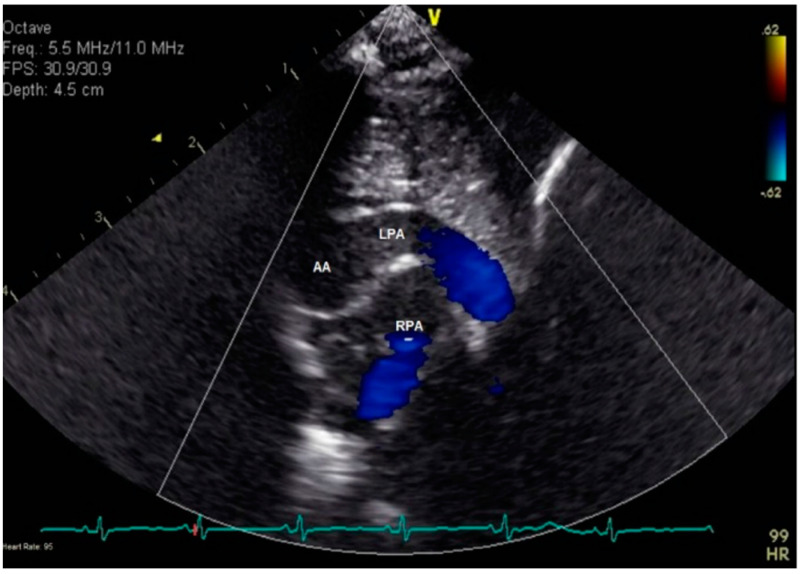 Octave
Freq.: 5.5 MHz/11.0 MHz
FPS: 30.9/30.9
Depth: 4.5 cm
V
.62
-.62
1
2
3
4
LPA
AA
RPA
Heart Rate: 95
99
HR